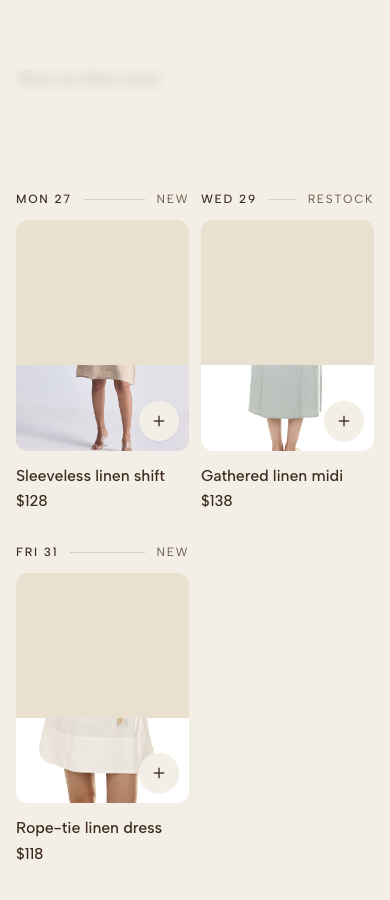 MON 27 NEW
WED 29 RESTOCK
Sleeveless linen shift
$128
Gathered linen midi
$138
FRI 31 NEW
Rope-tie linen dress
$118